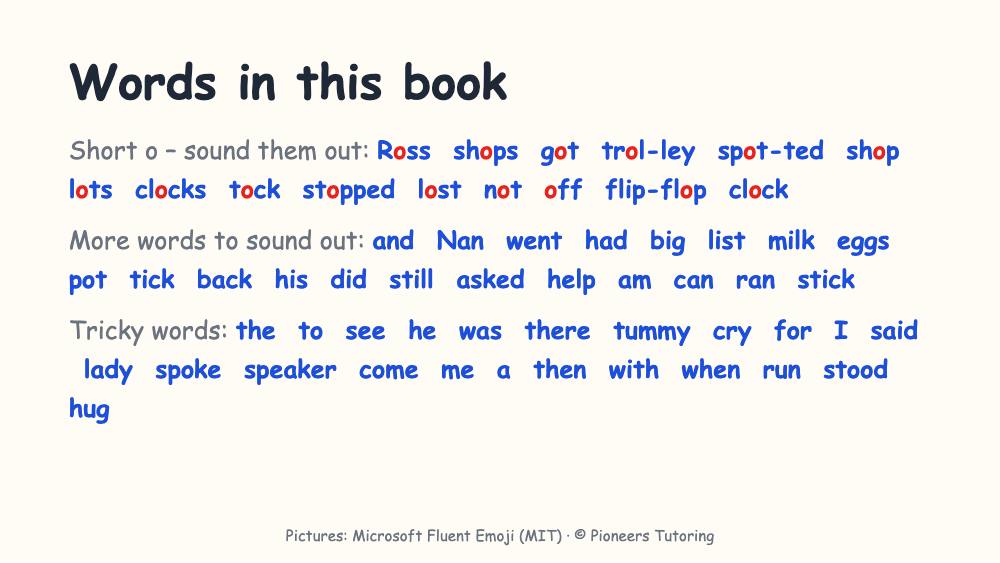 Words in this book
Short o – sound them out: Ross shops got trol-ley spot-ted shop
lots clocks tock stopped lost not off flip-flop clock
More words to sound out: and Nan went had big list milk eggs
pot tick back his did still asked help am can ran stick
Tricky words: the to see he was there tummy cry for I said
lady spoke speaker come me a then with when run stood
hug
Pictures: Microsoft Fluent Emoji (MIT) · © Pioneers Tutoring